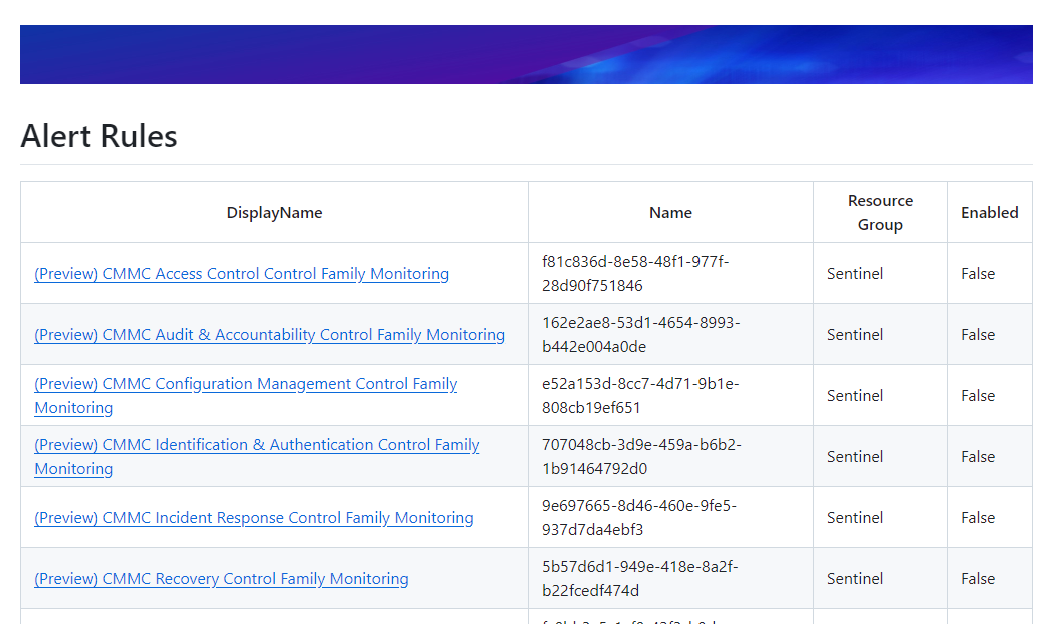 Alert Rules
DisplayName
Name
Resource
Group
Enabled
(Preview) CMMC Access Control Control Family Monitoring
f81c836d-8e58-48f1-977f-
28d90f751846
Sentinel
False
(Preview) CMMC Audit & Accountability Control Family Monitoring
162e2ae8-53d1-4654-8993-
b442e004a0de
Sentinel
False
(Preview) CMMC Configuration Management Control Family
Monitoring
e52a153d-8cc7-4d71-9b1e-
808cb19ef651
Sentinel
False
(Preview) CMMC Identification & Authentication Control Family
Monitoring
707048cb-3d9e-459a-b6b2-
1b91464792d0
Sentinel
False
(Preview) CMMC Incident Response Control Family Monitoring
9e697665-8d46-460e-9fe5-
937d7da4ebf3
Sentinel
False
(Preview) CMMC Recovery Control Family Monitoring
5b57d6d1-949e-418e-8a2f-
b22fcedf474d
Sentinel
False